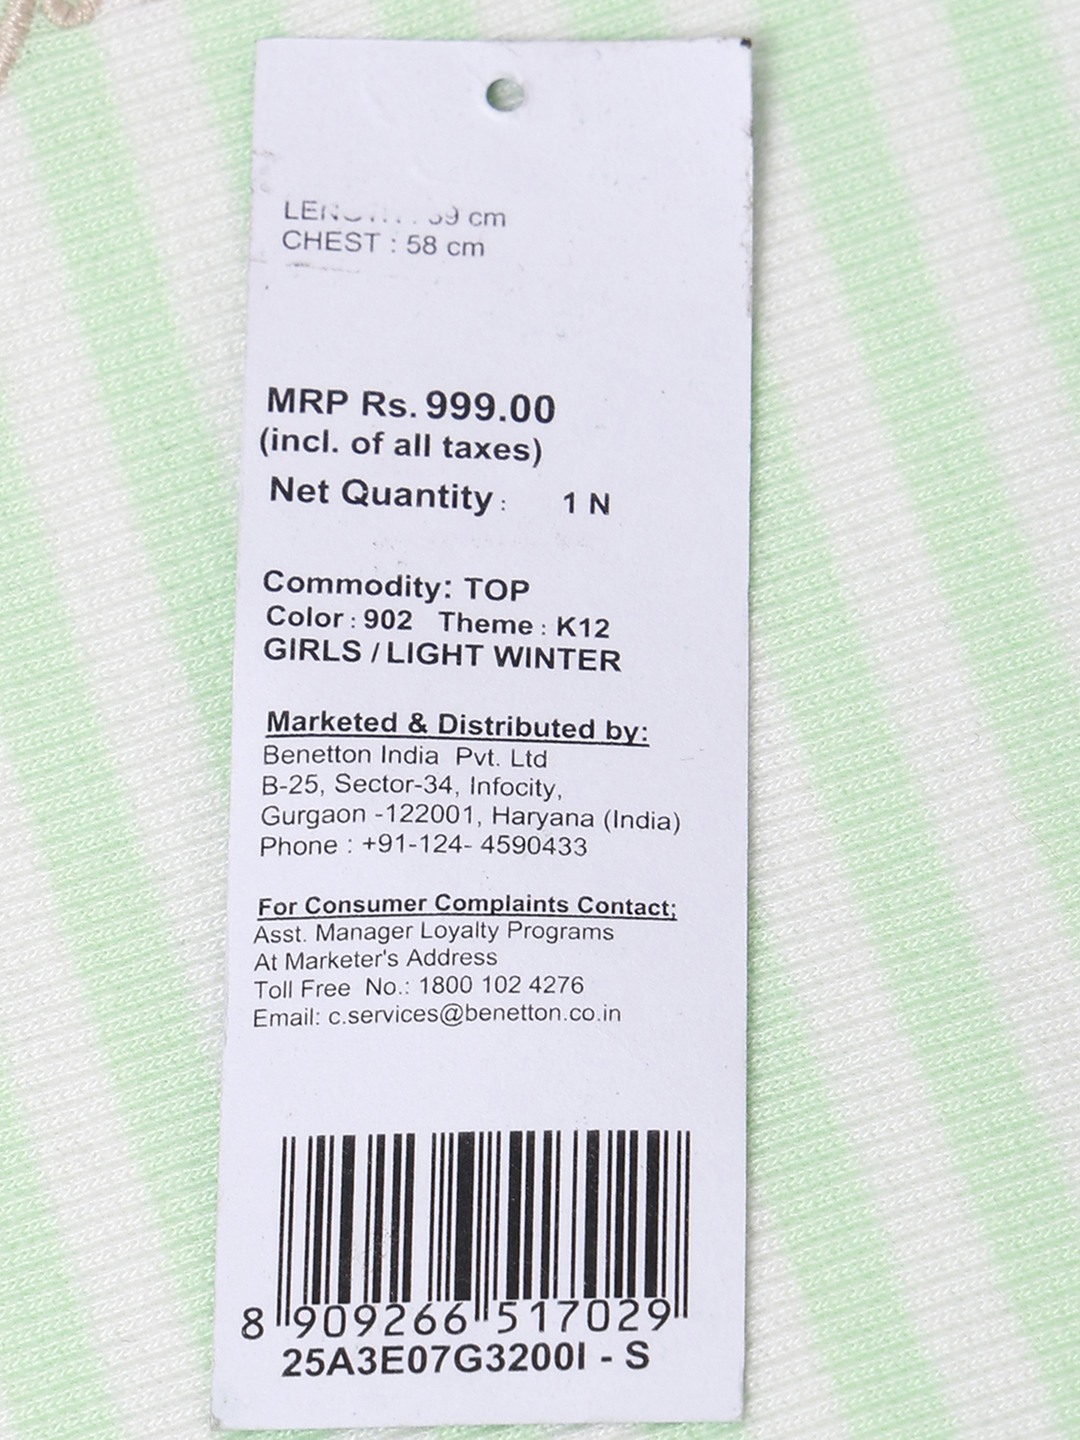 cm
CHEST : 58 cm
MRP Rs. 999.00
(incl. of all taxes)
Net Quantity : 1 N
Commodity: TOP
Color : 902 Theme : K12
GIRLS / LIGHT WINTER
Marketed & Distributed by:
Benetton India Pvt. Ltd
B-25, Sector-34, Infocity,
Gurgaon -122001, Haryana (India)
Phone : +91-124- 4590433
For Consumer Complaints Contact;
Asst. Manager Loyalty Programs
At Marketer's Address
Toll Free No.: 1800 102 4276
Email: c.services@benetton.co.in
8 909266 517029
25A3E07G3200I - S